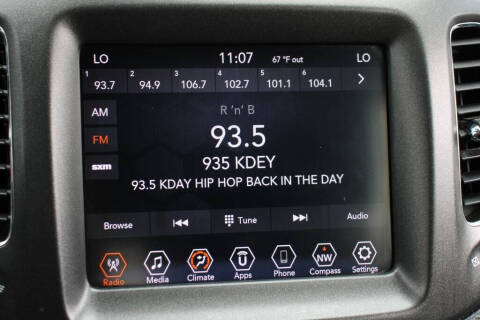 LO 11:07 67 °F out LO
1 2 3 4 5 6
93.7 94.9 106.7 102.7 101.1 104.1
AM
R 'n' B
FM
93.5
sxm
935 KDEY
93.5 KDAY HIP HOP BACK IN THE DAY
Browse Tune Audio
U NW
Radio Media Climate Apps Phone Compass Settings